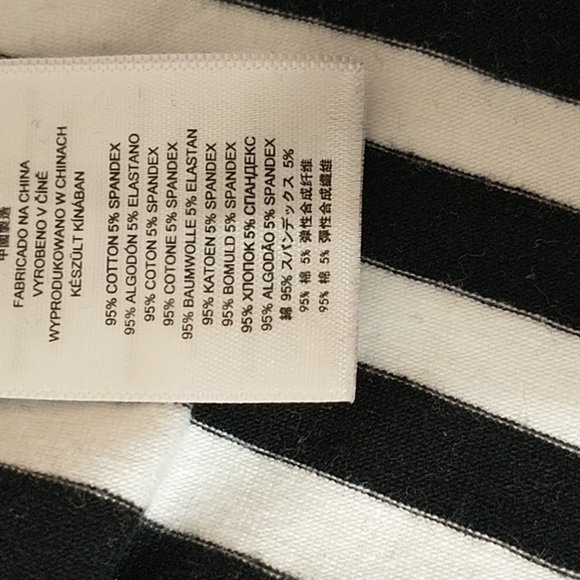 中國製造
FABRICADO NA CHINA
VYROBENO V ČÍNĚ
WYPRODUKOWANO W CHINACH
KÉSZÜLT KÍNÁBAN
95% COTTON 5% SPANDEX
95% ALGODÓN 5% ELASTANO
95% COTON 5% SPANDEX
95% COTONE 5% SPANDEX
95% BAUMWOLLE 5% ELASTAN
95% KATOEN 5% SPANDEX
95% BOMULD 5% SPANDEX
95% ХЛОПОК 5% СПАНДЕКС
95% ALGODÃO 5% SPANDEX
綿 95% スパンデックス 5%
95% 棉 5% 弹性合成纤维
95% 棉 5% 彈性合成纖維